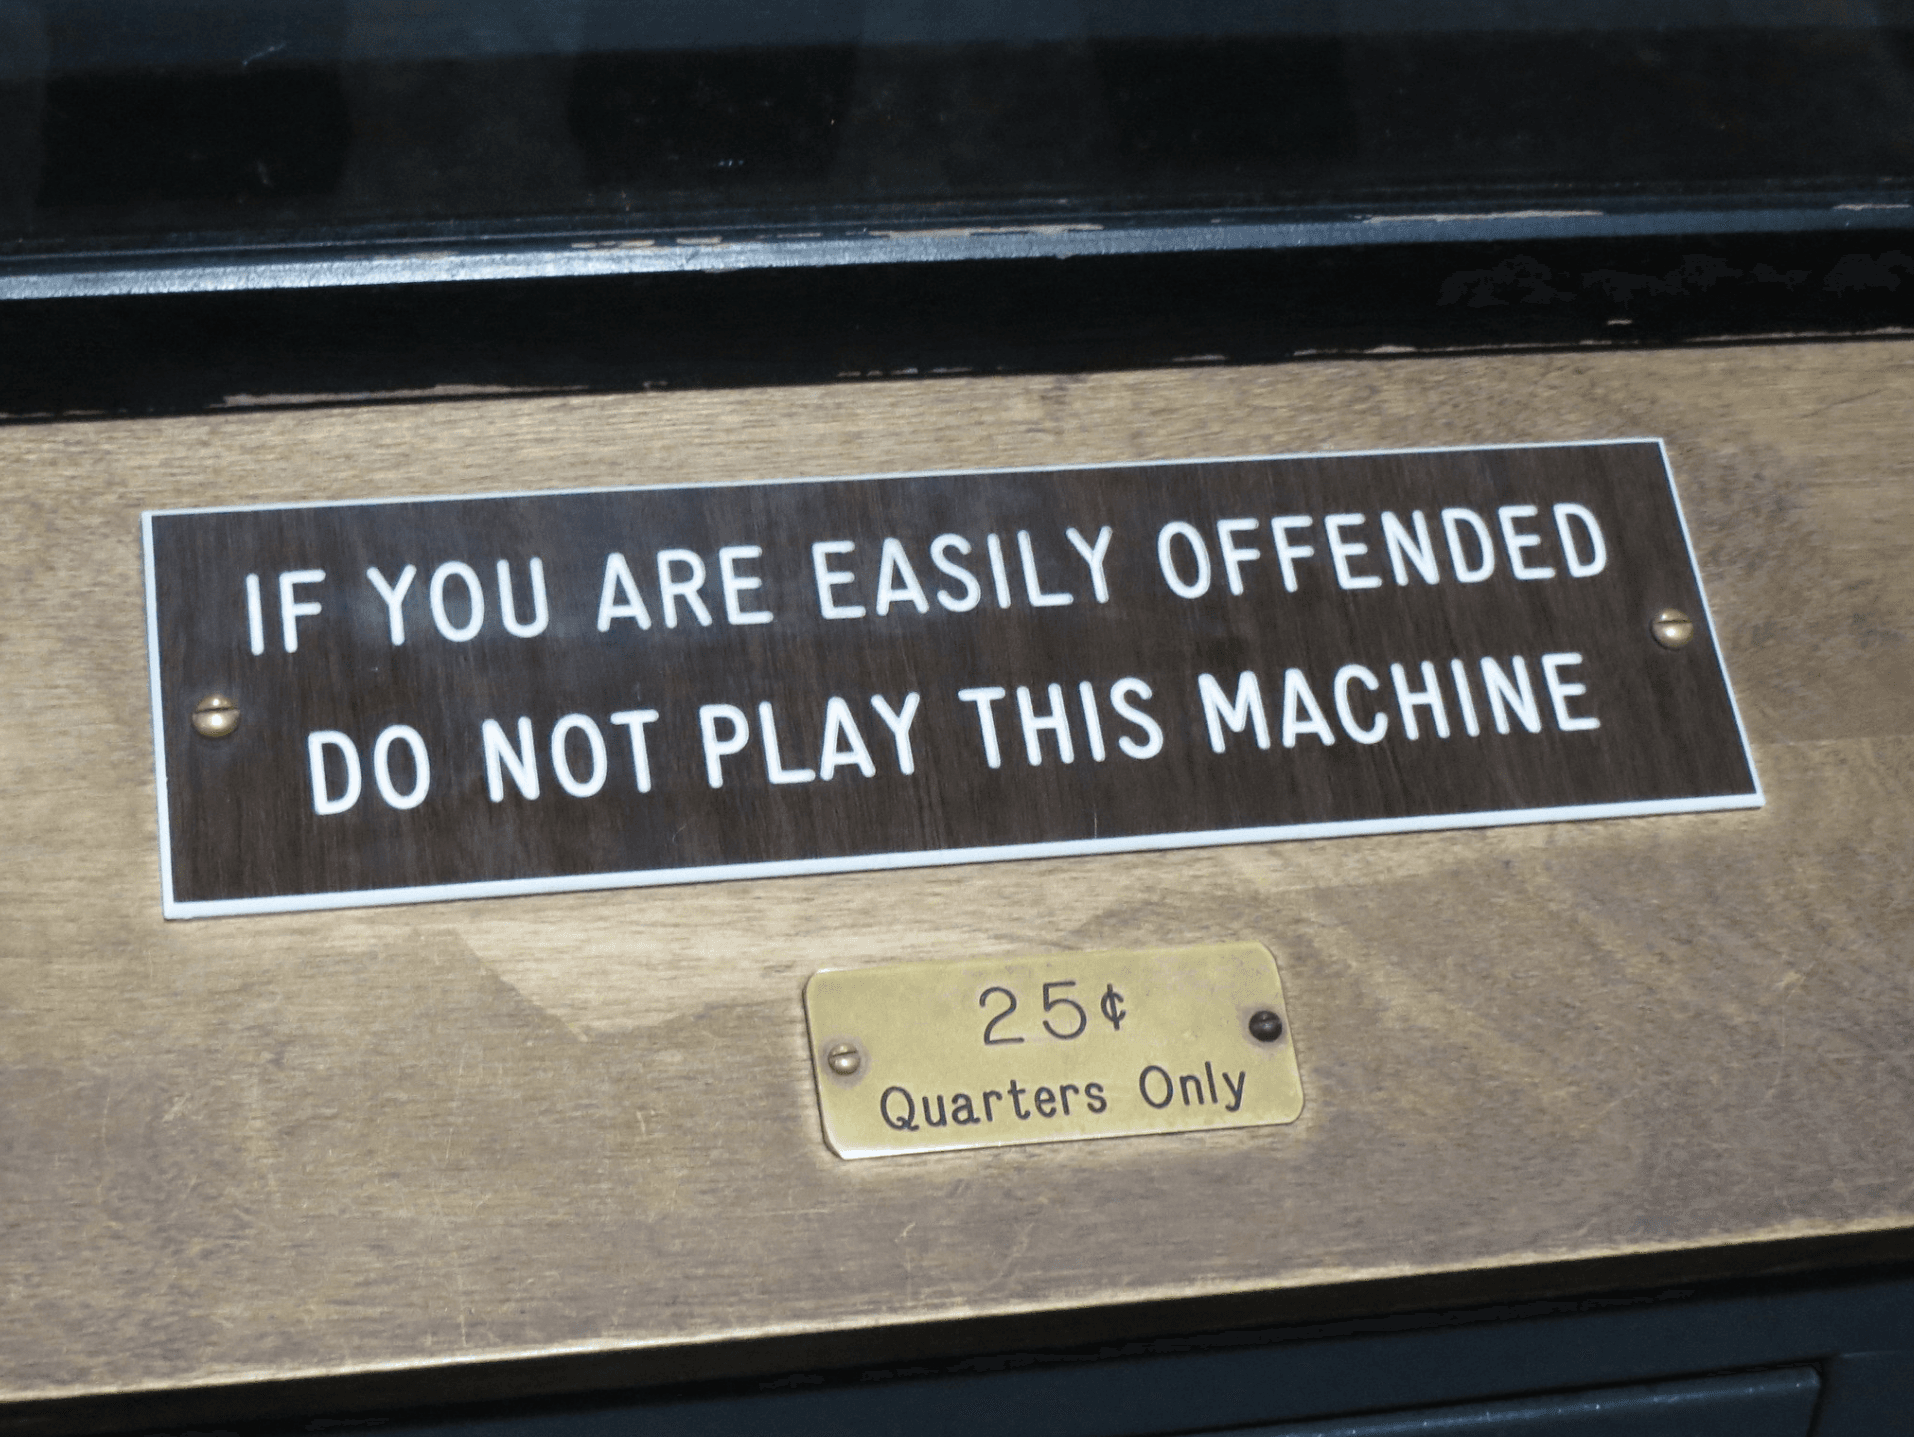 IF YOU ARE EASILY OFFENDED
DO NOT PLAY THIS MACHINE
25¢
Quarters Only